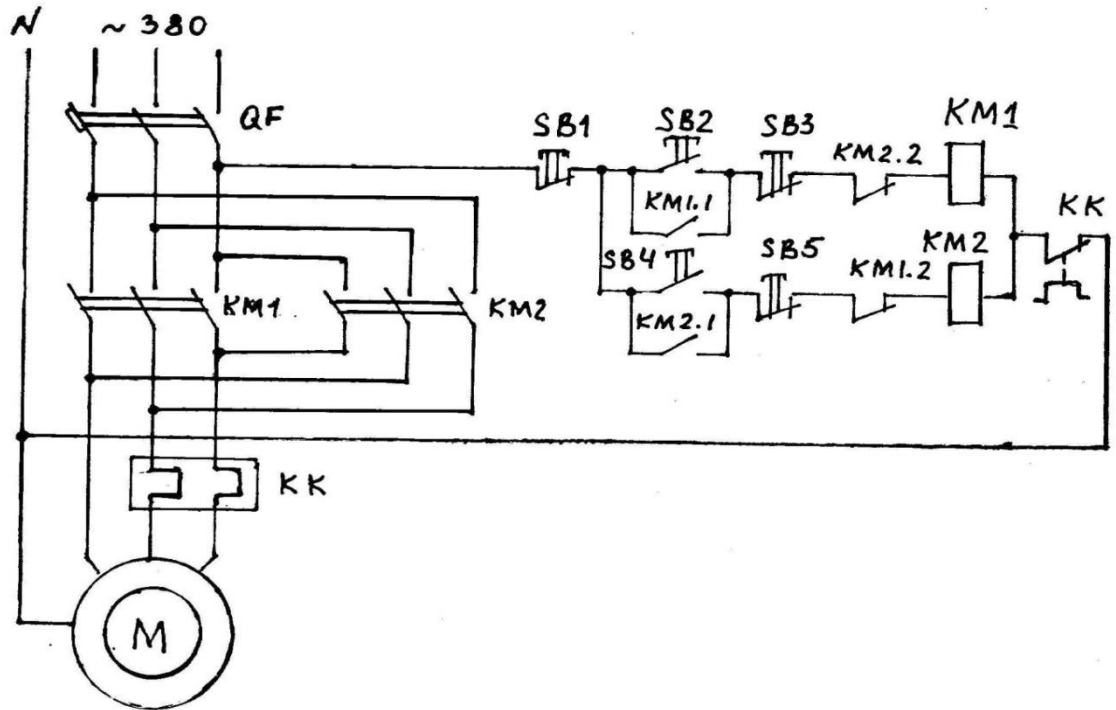 N ~ 380
QF
SB1 SB2 SB3 KM2.2 KM1
KM1.1 KK
SB4 SB5 KM1.2 KM2
KM1 KM2 KM2.1
KK
M